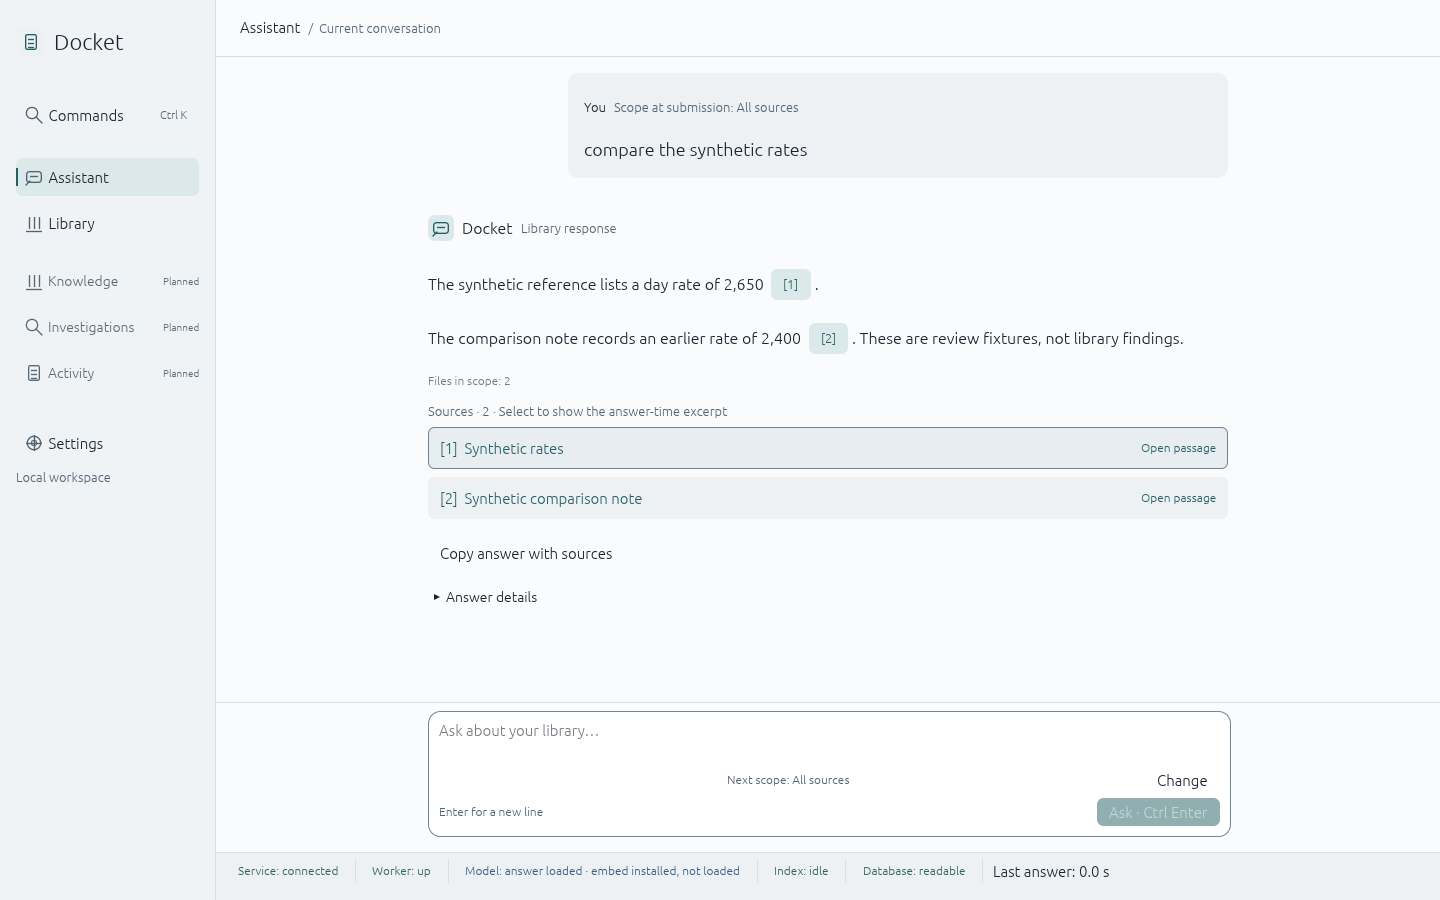 Docket
Commands Ctrl K
Assistant
Library
Knowledge Planned
Investigations Planned
Activity Planned
Settings
Local workspace
Assistant / Current conversation
You Scope at submission: All sources
compare the synthetic rates
Docket Library response
The synthetic reference lists a day rate of 2,650 [1] .
The comparison note records an earlier rate of 2,400 [2] . These are review fixtures, not library findings.
Files in scope: 2
Sources · 2 · Select to show the answer-time excerpt
[1] Synthetic rates Open passage
[2] Synthetic comparison note Open passage
Copy answer with sources
Answer details
Ask about your library…
Next scope: All sources Change
Enter for a new line Ask · Ctrl Enter
Service: connected Worker: up Model: answer loaded · embed installed, not loaded Index: idle Database: readable Last answer: 0.0 s